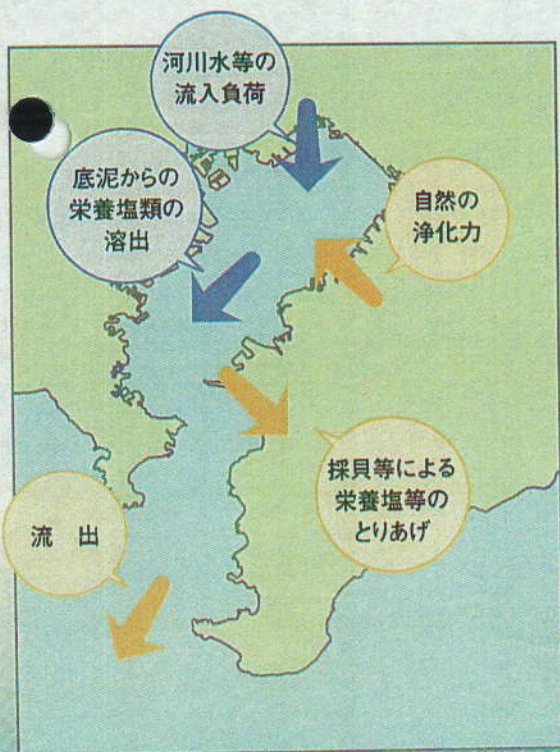 河川水等の
流入負荷
底泥からの
栄養塩類の
溶出
自然の
浄化力
採貝等による
栄養塩等の
とりあげ
流 出